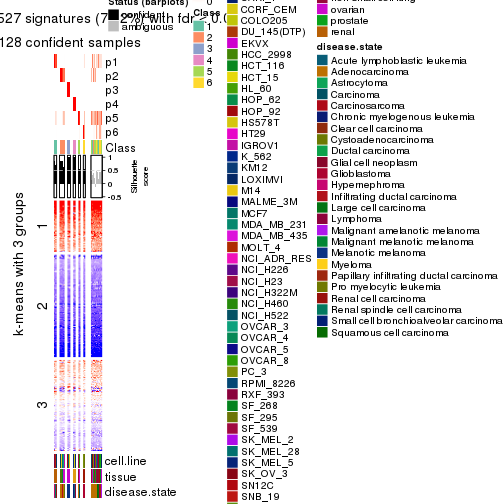 Status (barplots)
confident
ambiguous
128 confident samples
p1
p2
p3
p4
p5
p6
Class
1
0.5
0
-0.5
Silhouette
score
k-means with 3 groups
1
2
3
cell.line
tissue
disease.state
Class
1
2
3
4
5
6
CCRF_CEM
COLO205
DU_145(DTP)
EKVX
HCC_2998
HCT_116
HCT_15
HL_60
HOP_62
HOP_92
HS578T
HT29
IGROV1
K_562
KM12
LOXIMVI
M14
MALME_3M
MCF7
MDA_MB_231
MDA_MB_435
MOLT_4
NCI_ADR_RES
NCI_H226
NCI_H23
NCI_H322M
NCI_H460
NCI_H522
OVCAR_3
OVCAR_4
OVCAR_5
OVCAR_8
PC_3
RPMI_8226
RXF_393
SF_268
SF_295
SF_539
SK_MEL_2
SK_MEL_28
SK_MEL_5
SK_OV_3
SN12C
SNB_19
ovarian
prostate
renal
disease.state
Acute lymphoblastic leukemia
Adenocarcinoma
Astrocytoma
Carcinoma
Carcinosarcoma
Chronic myelogenous leukemia
Clear cell carcinoma
Cystoadenocarcinoma
Ductal carcinoma
Glial cell neoplasm
Glioblastoma
Hypernephroma
Infiltrating ductal carcinoma
Large cell carcinoma
Lymphoma
Malignant amelanotic melanoma
Malignant melanotic melanoma
Melanotic melanoma
Myeloma
Papillary infiltrating ductal carcinoma
Pro myelocytic leukemia
Renal cell carcinoma
Renal spindle cell carcinoma
Small cell bronchioalveolar carcinoma
Squamous cell carcinoma